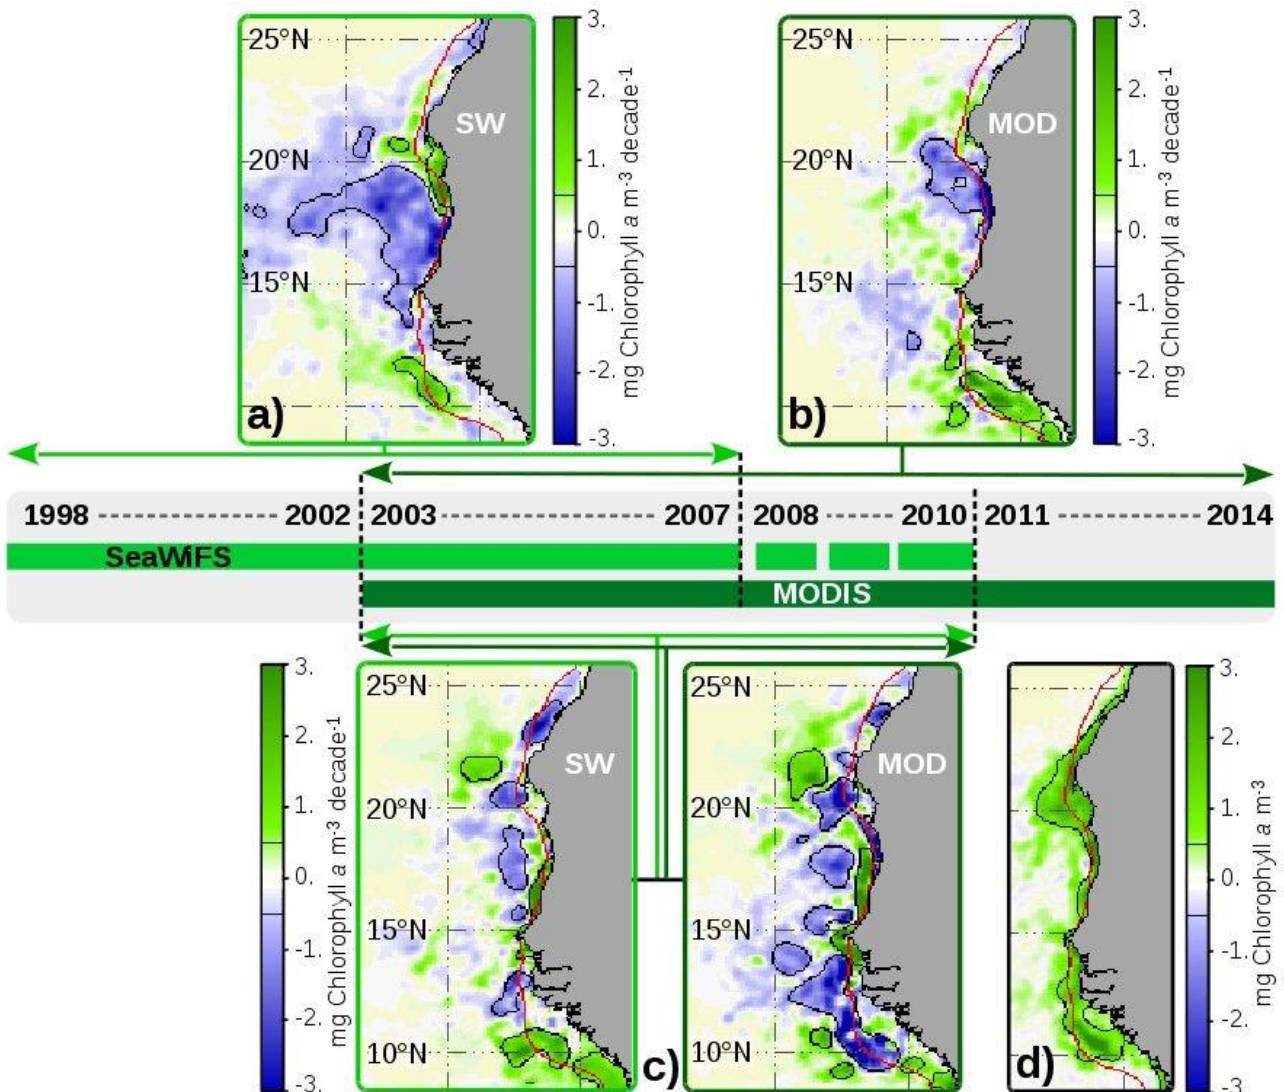 25°N
20°N
15°N
SW
a)
3.
2.
1.
0.
-1.
-2.
-3.
mg Chlorophyll a m-3 decade-1
25°N
20°N
15°N
MOD
b)
3.
2.
1.
0.
-1.
-2.
-3.
mg Chlorophyll a m-3 decade-1
1998 2002 2003 2007 2008 2010 2011 2014
SeaWiFS
MODIS
3.
2.
1.
0.
-1.
-2.
-3.
mg Chlorophyll a m-3 decade-1
25°N
20°N
15°N
10°N
SW
c)
25°N
20°N
15°N
10°N
MOD
d)
3.
2.
1.
0.
-1.
-2.
-3
mg Chlorophyll a m-3